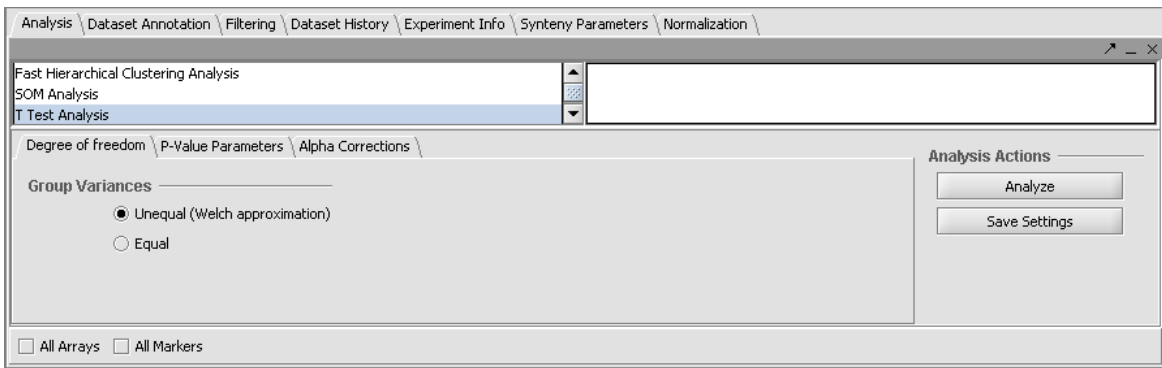 Analysis Dataset Annotation Filtering Dataset History Experiment Info Synteny Parameters Normalization
Fast Hierarchical Clustering Analysis
SOM Analysis
T Test Analysis
Degree of freedom P-Value Parameters Alpha Corrections
Group Variances
Unequal (Welch approximation)
Equal
Analysis Actions
Analyze
Save Settings
All Arrays All Markers